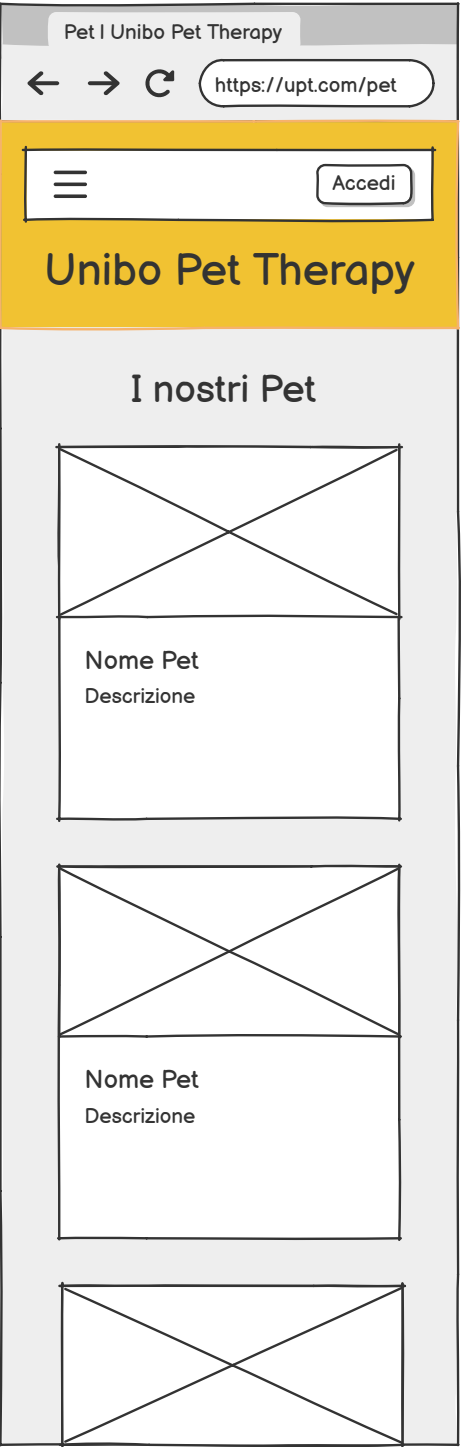 Pet | Unibo Pet Therapy
https://upt.com/pet
Accedi
Unibo Pet Therapy
I nostri Pet
Nome Pet
Descrizione
Nome Pet
Descrizione